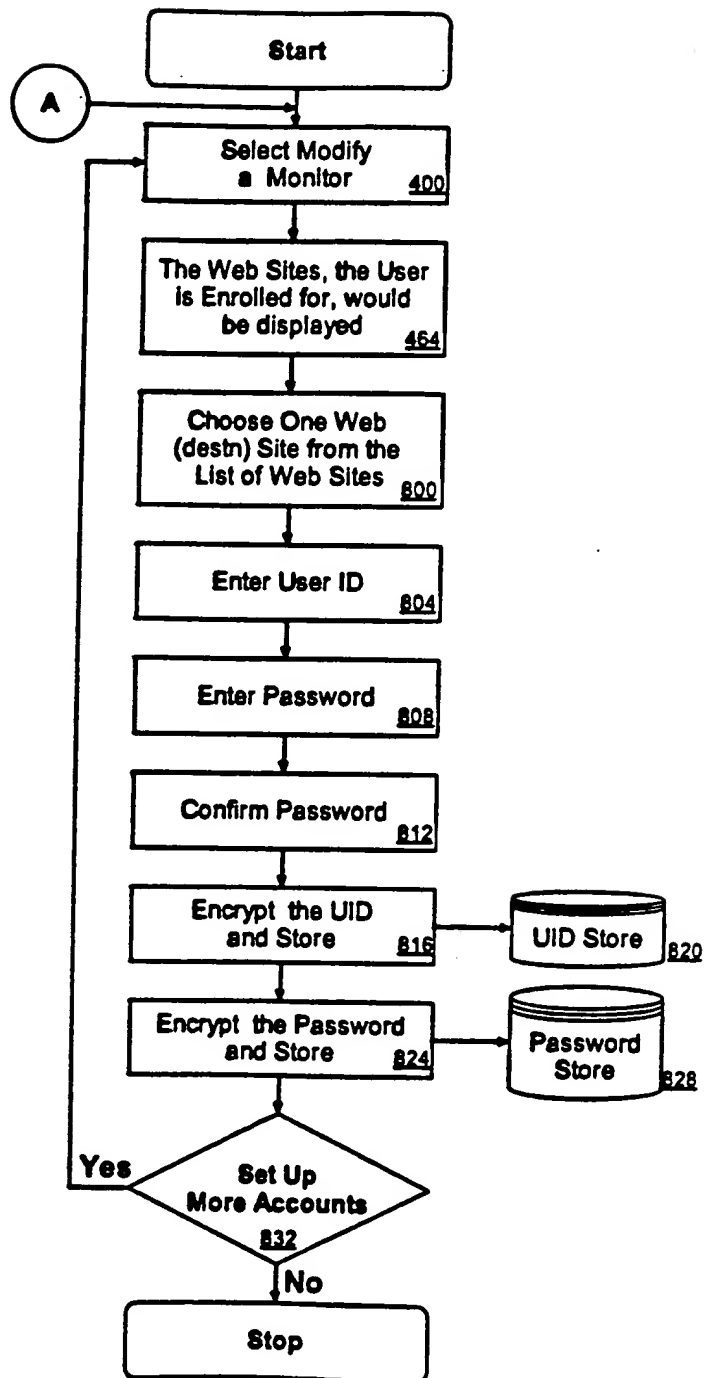 Start
A
Select Modify
a Monitor
400
The Web Sites, the User
is Enrolled for, would
be displayed
464
Choose One Web
(destn) Site from the
List of Web Sites
800
Enter User ID
804
Enter Password
808
Confirm Password
812
Encrypt the UID
and Store
816
UID Store
820
Encrypt the Password
and Store
824
Password
Store
828
Yes
Set Up
More Accounts
832
No
Stop